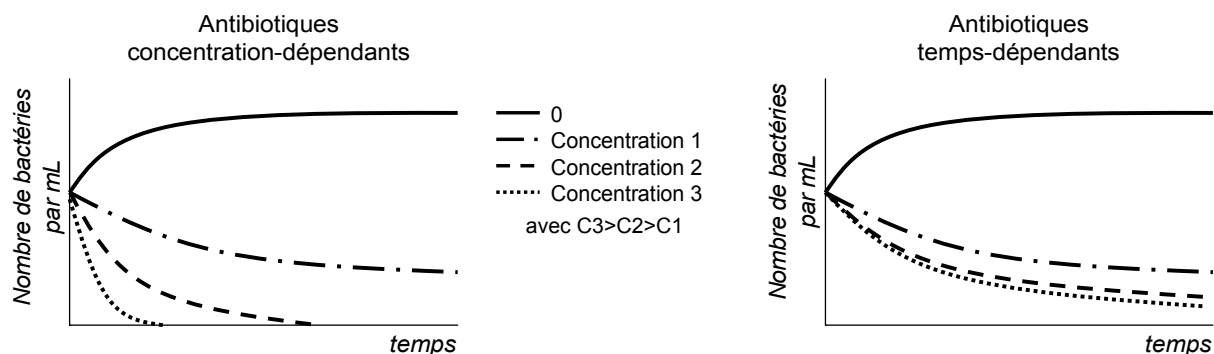 Antibiotiques
concentration-dépendants
Nombre de bactéries
par mL
temps
0
Concentration 1
Concentration 2
Concentration 3
avec C3>C2>C1
Antibiotiques
temps-dépendants
Nombre de bactéries
par mL
temps